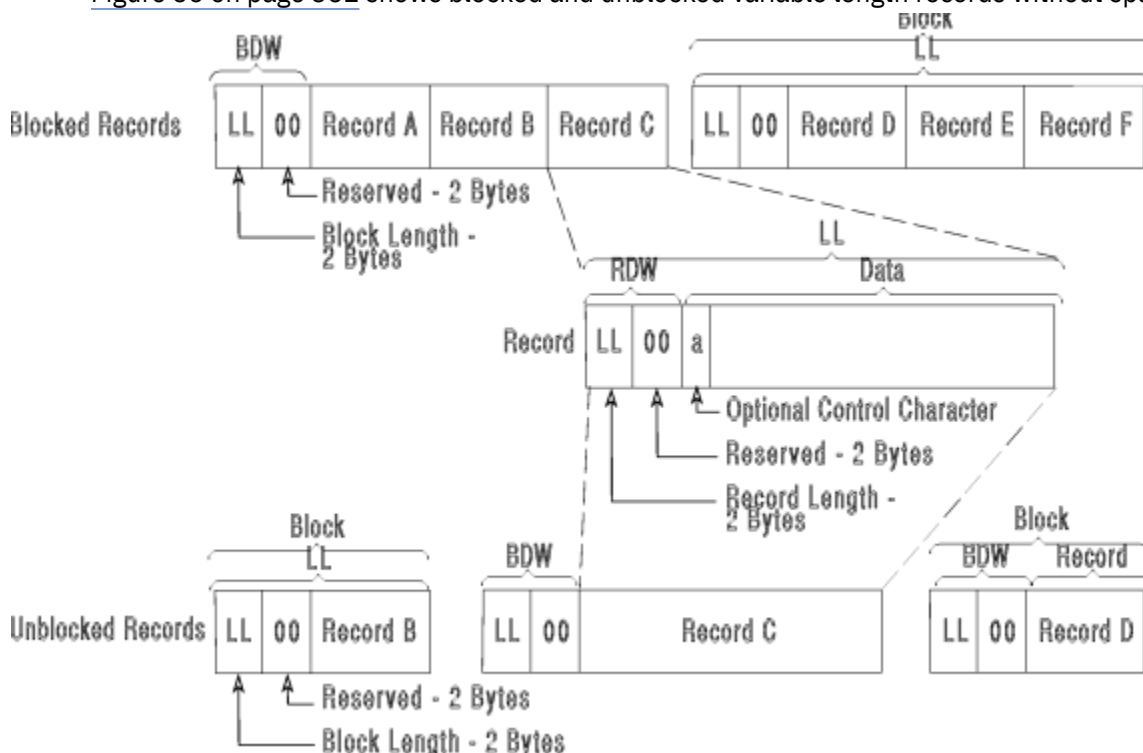 Figure 50 on page 302 shows blocked and unblocked variable length records without
Block
BDW LL
Blocked Records LL 00 Record A Record B Record C LL 00 Record D Record E Record F
Reserved - 2 Bytes
Block Length -
2 Bytes
LL
RDW Data
Record LL 00 a
Optional Control Character
Reserved - 2 Bytes
Record Length -
2 Bytes
Block Block
LL BDW BDW Record
Unblocked Records LL 00 Record B LL 00 Record C LL 00 Record D
Reserved - 2 Bytes
Block Length - 2 Bytes